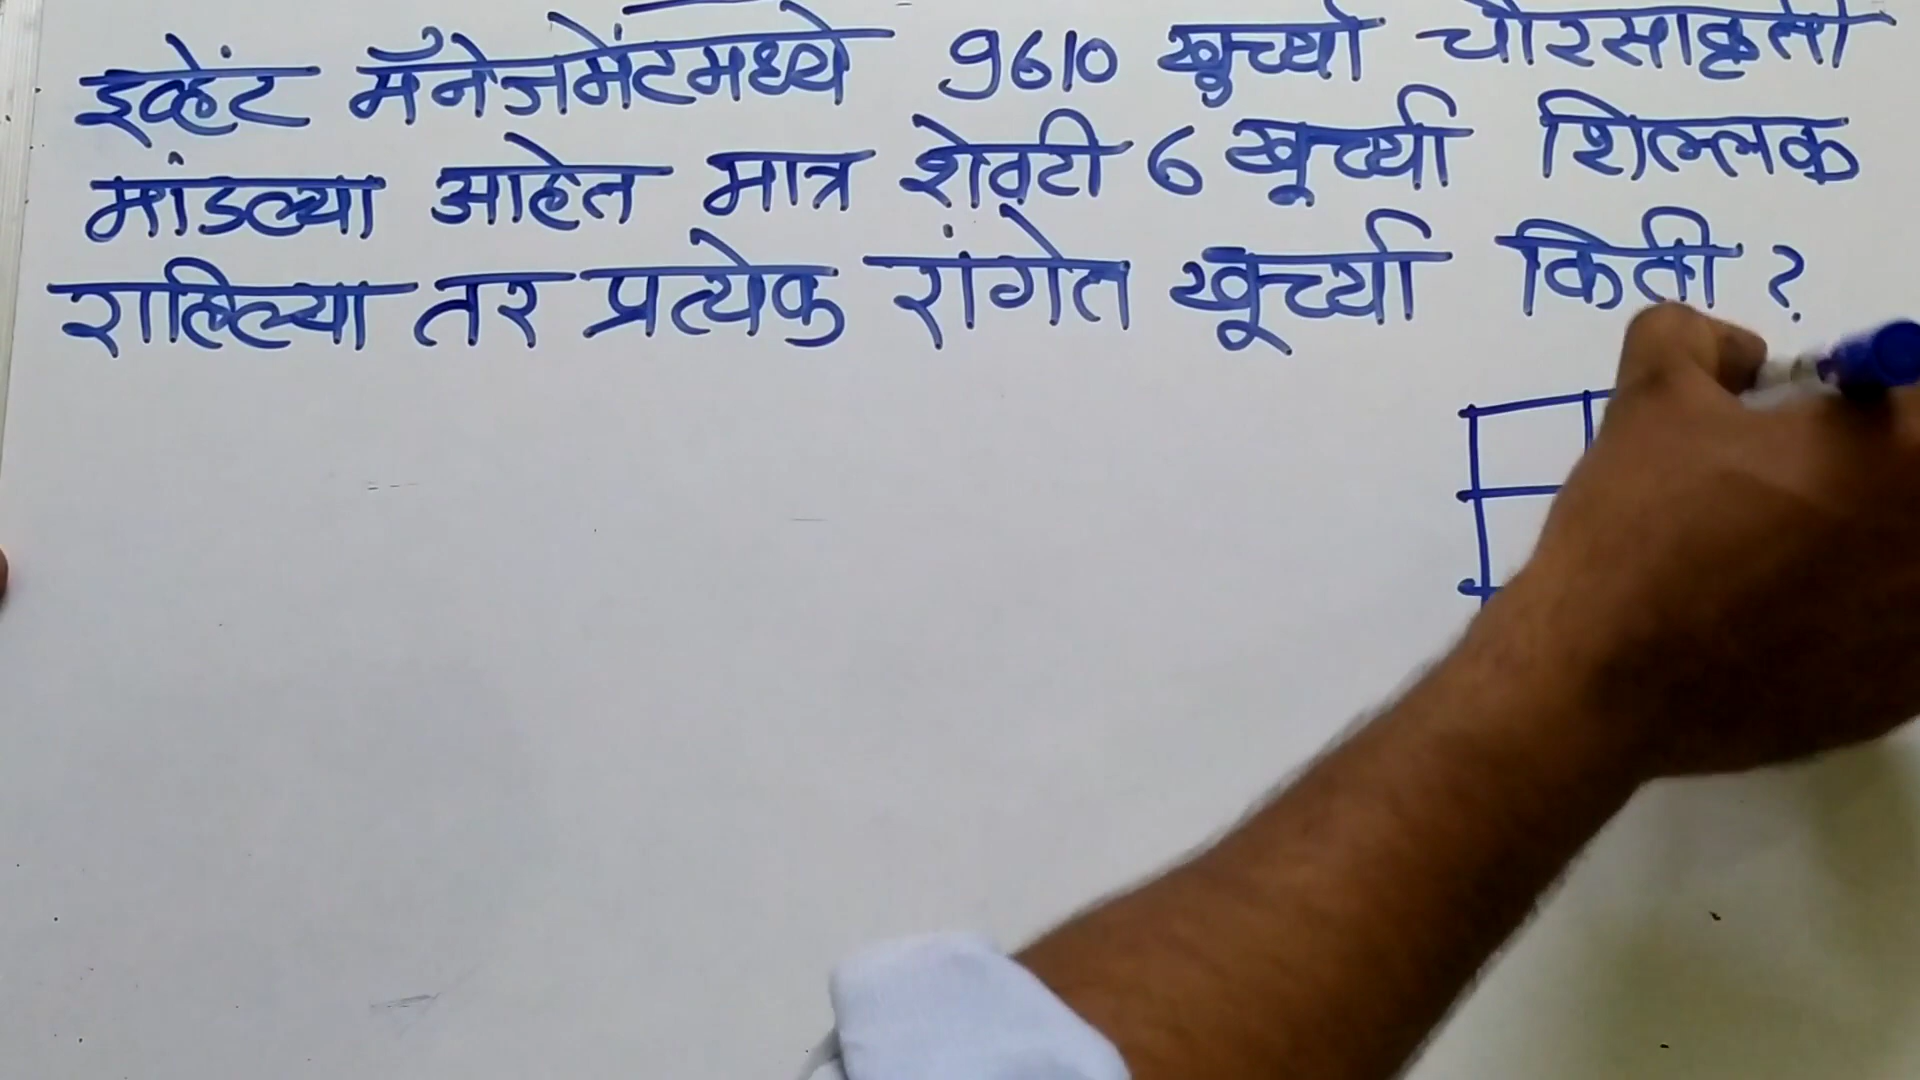 इव्हेंट मॅनेजमेंटमध्ये 9610 खूर्च्या चौरसाकृती
मांडल्या आहेत मात्र शेवटी 6 खूर्च्या शिल्लक
राहिल्या तर प्रत्येक रांगेत खूर्च्या किती ?